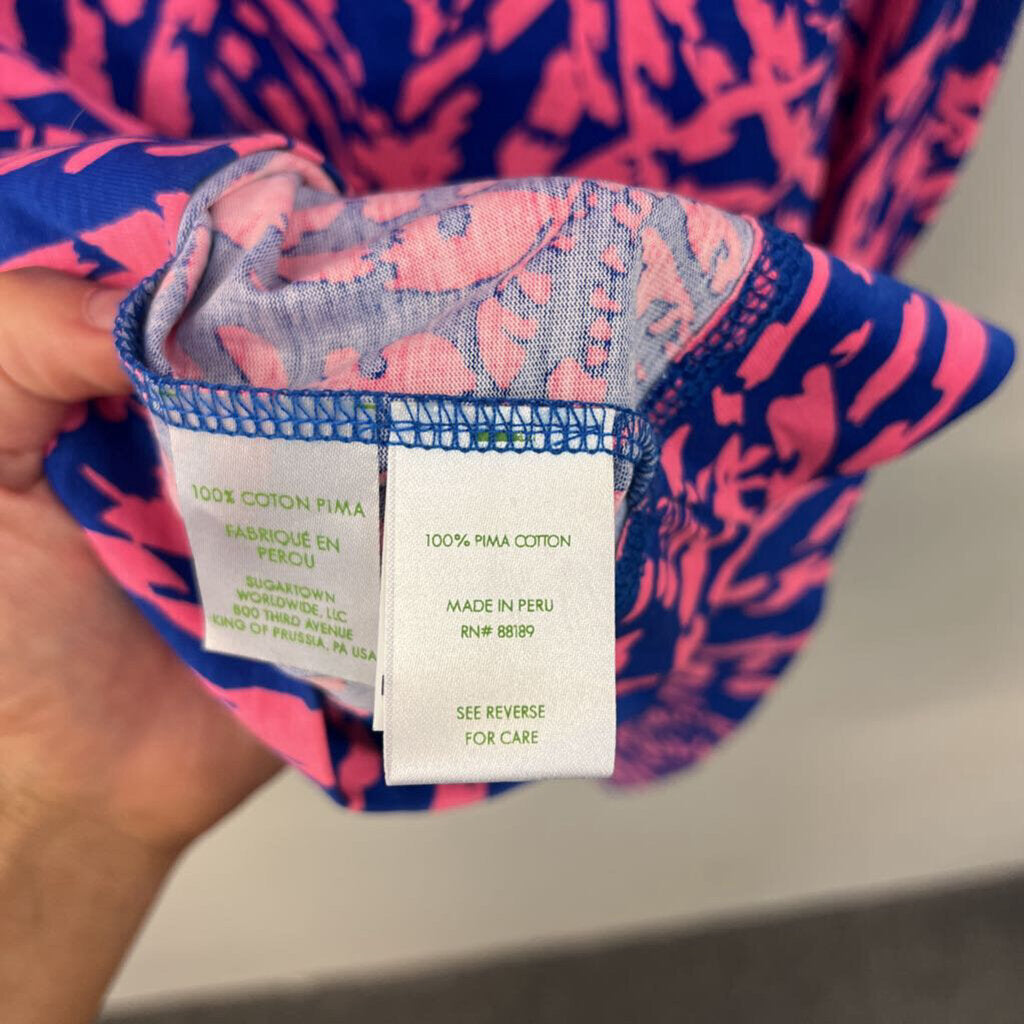 100% COTON PIMA
FABRIQUÉ EN
PEROU
SUGARTOWN
WORLDWIDE, LLC
800 THIRD AVENUE
KING OF PRUSSIA, PA USA
100% PIMA COTTON
MADE IN PERU
RN# 88189
SEE REVERSE
FOR CARE